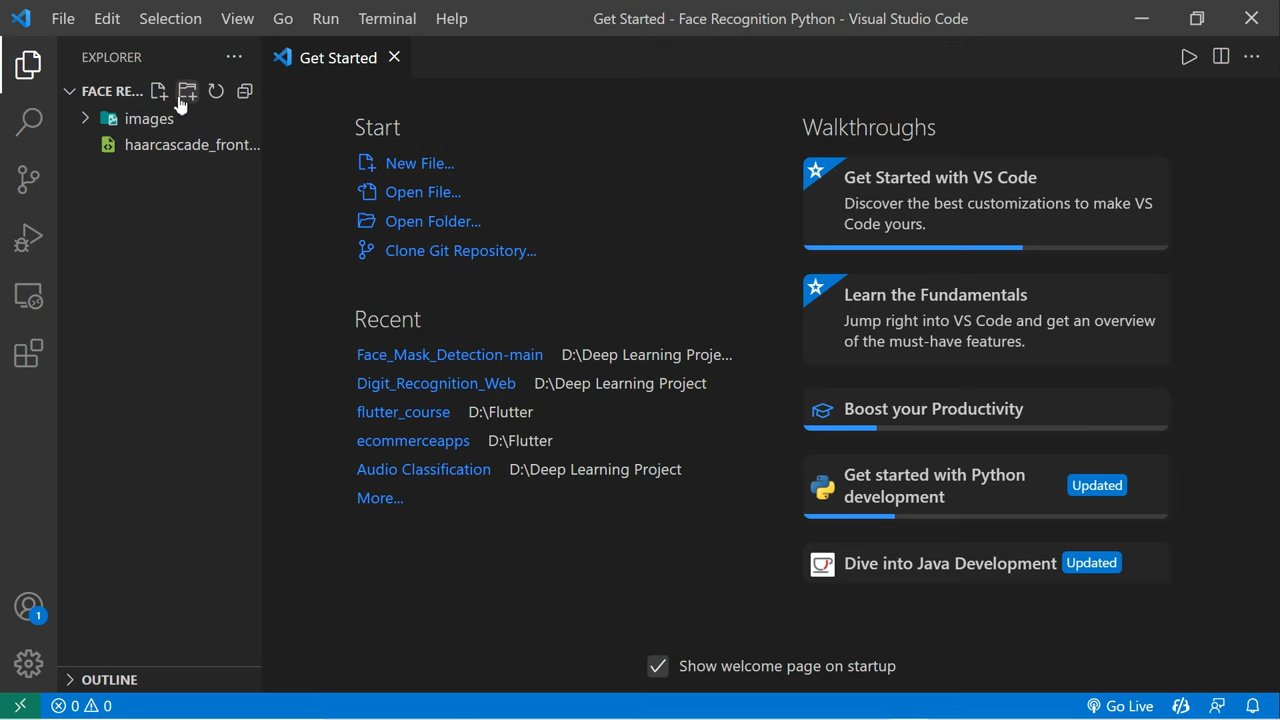 File Edit Selection View Go Run Terminal Help
Get Started - Face Recognition Python - Visual Studio Code
EXPLORER
Get Started
FACE RE...
images
haarcascade_front...
Start
New File...
Open File...
Open Folder...
Clone Git Repository...
Recent
Face_Mask_Detection-main D:\Deep Learning Proje...
Digit_Recognition_Web D:\Deep Learning Project
flutter_course D:\Flutter
ecommerceapps D:\Flutter
Audio Classification D:\Deep Learning Project
More...
Walkthroughs
Get Started with VS Code
Discover the best customizations to make VS
Code yours.
Learn the Fundamentals
Jump right into VS Code and get an overview
of the must-have features.
Boost your Productivity
Get started with Python
development
Updated
Dive into Java Development Updated
Show welcome page on startup
1
OUTLINE
0 0
Go Live